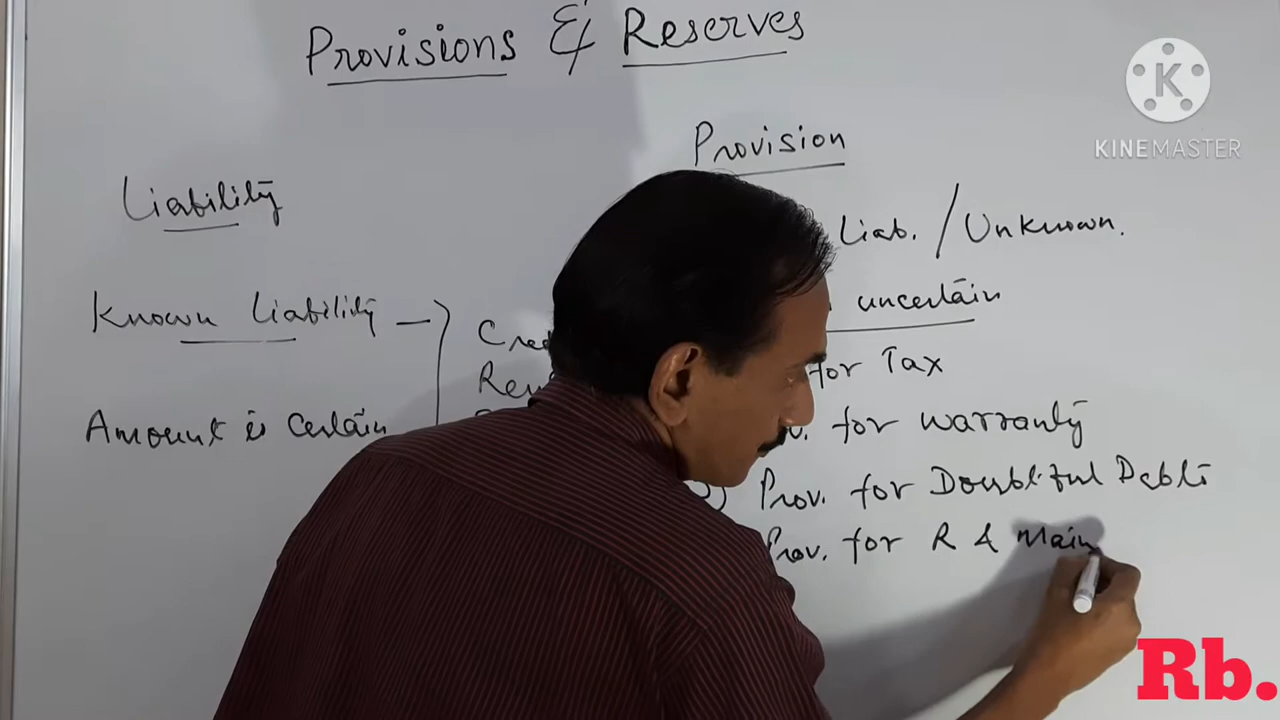 Provisions & Reserves
KINEMASTER
Provision
Liability
Liab. / Unknown.
Known Liability
uncertain
for Tax
Amount is Certain
for warranty
Prov. for Doubtful Debts
Prov. for R & Main
Rb.